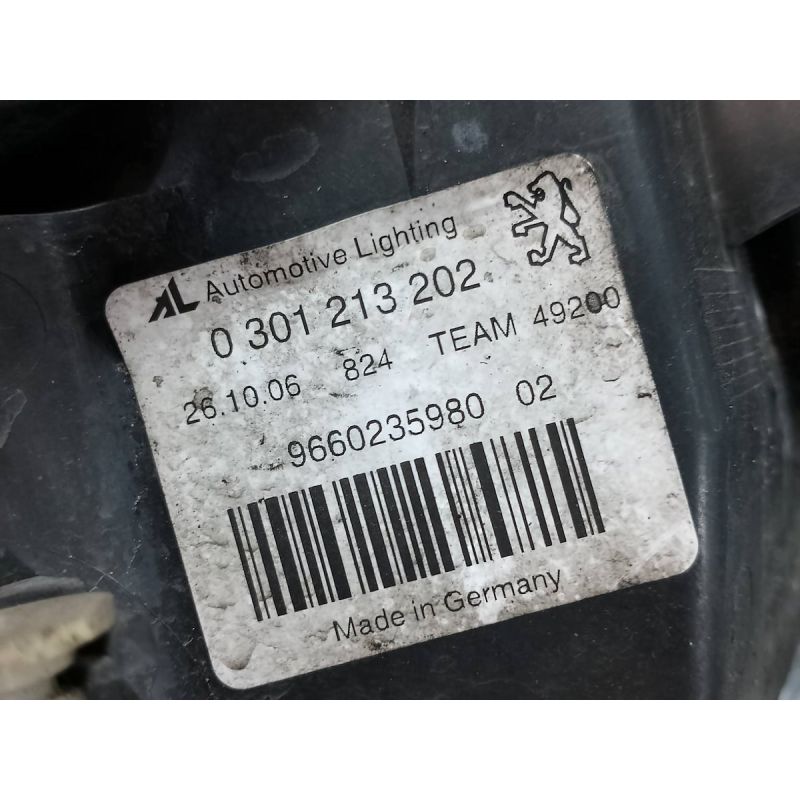 AL Automotive Lighting
0 301 213 202
26.10.06 824 TEAM 49200
9660235980 02
Made in Germany